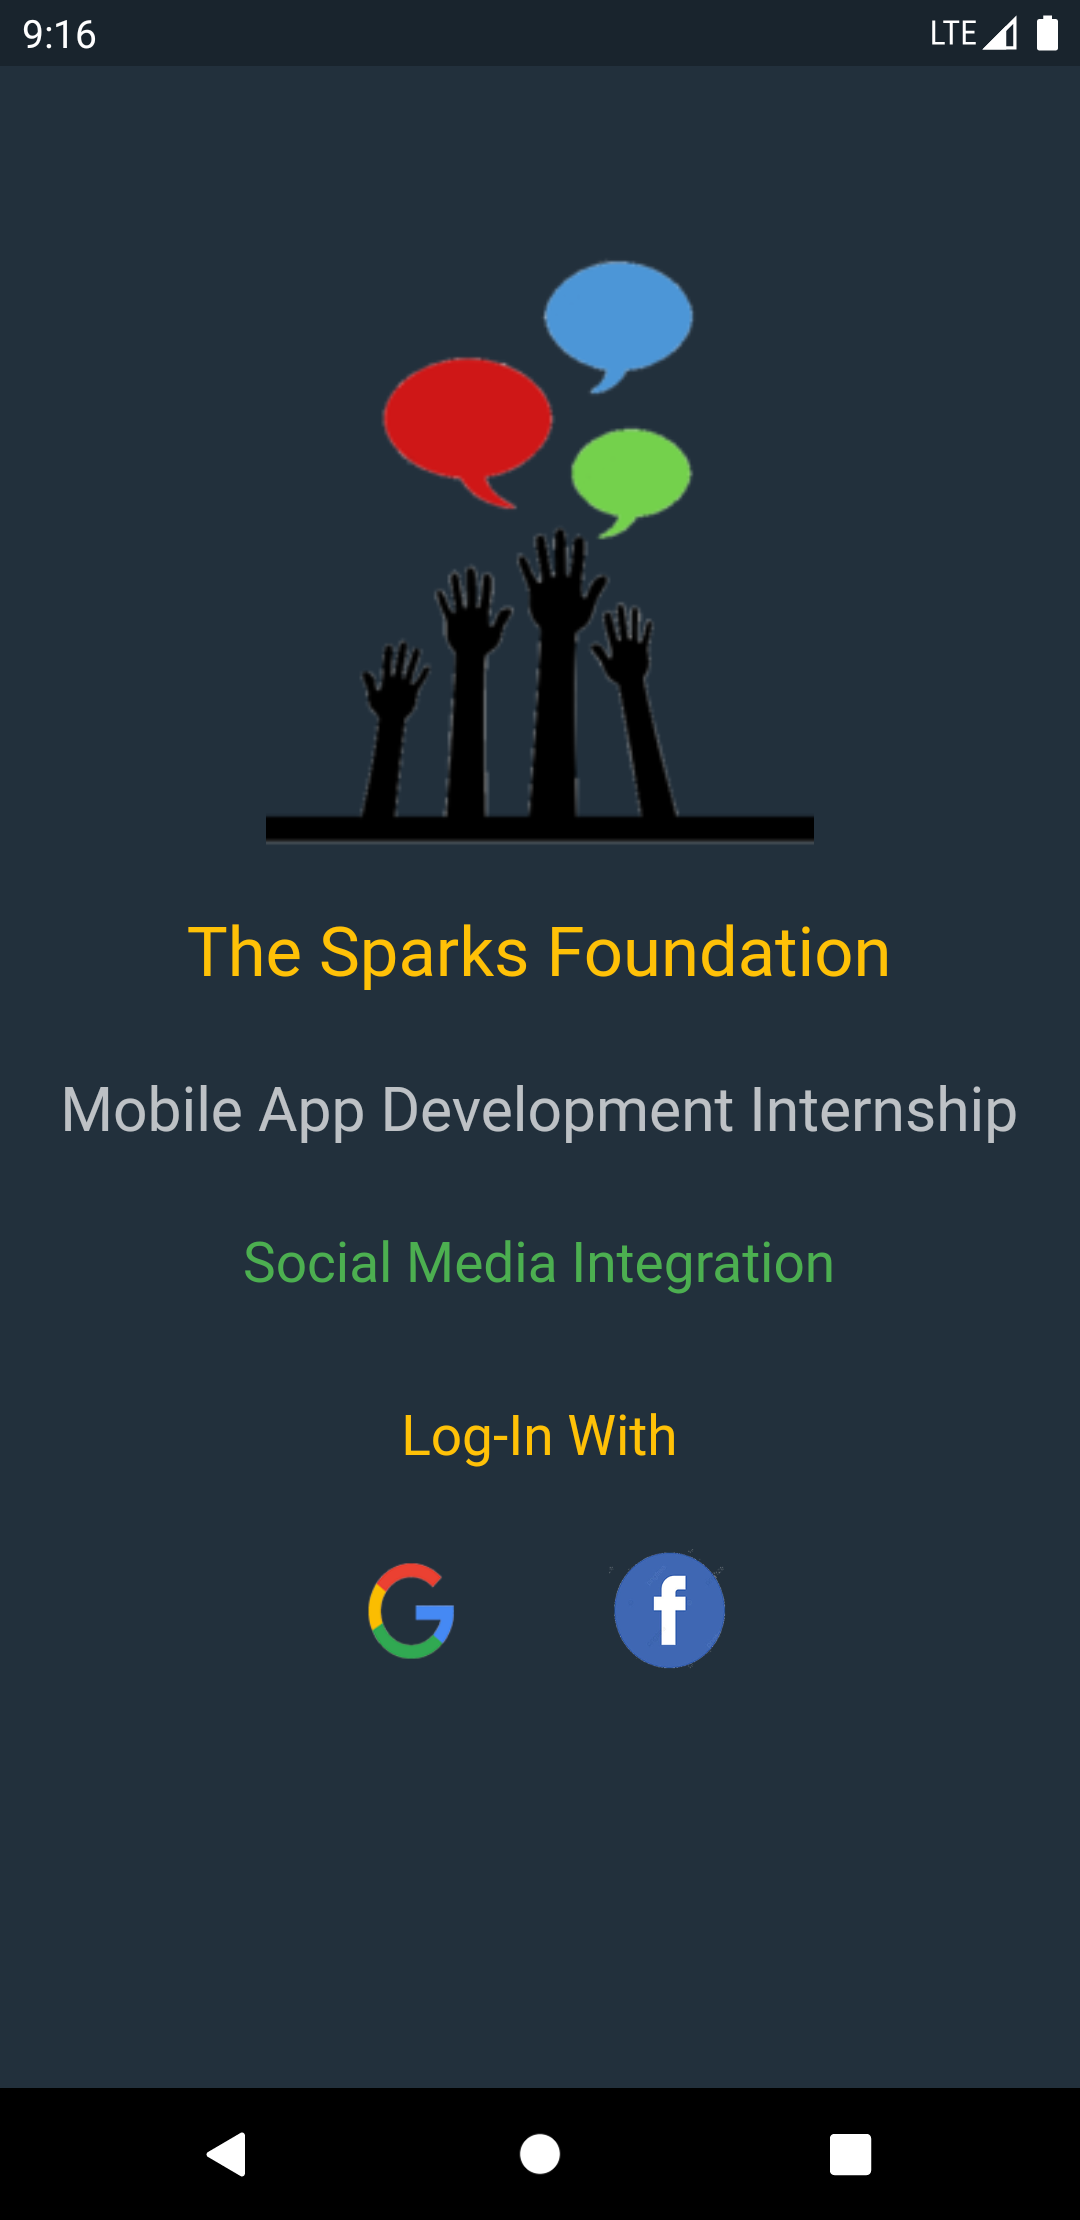 9:16 LTE
The Sparks Foundation
Mobile App Development Internship
Social Media Integration
Log-In With
G f